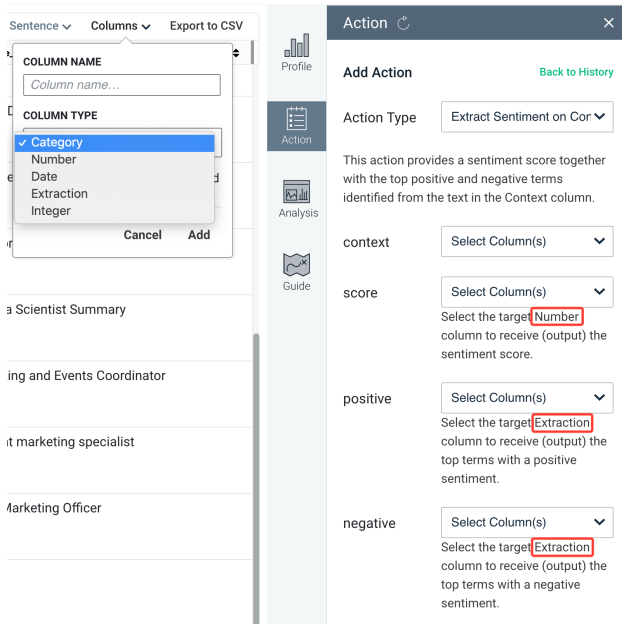 Sentence Columns Export to CSV
COLUMN NAME
Column name...
COLUMN TYPE
✓ Category
Number
Date
Extraction
Integer
Cancel Add
a Scientist Summary
ing and Events Coordinator
t marketing specialist
Marketing Officer
Profile
Action
Analysis
Guide
Action
Add Action Back to History
Action Type Extract Sentiment on Con
This action provides a sentiment score together
with the top positive and negative terms
identified from the text in the Context column.
context Select Column(s)
score Select Column(s)
Select the target Number
column to receive (output) the
sentiment score.
positive Select Column(s)
Select the target Extraction
column to receive (output) the
top terms with a positive
sentiment.
negative Select Column(s)
Select the target Extraction
column to receive (output) the
top terms with a negative
sentiment.